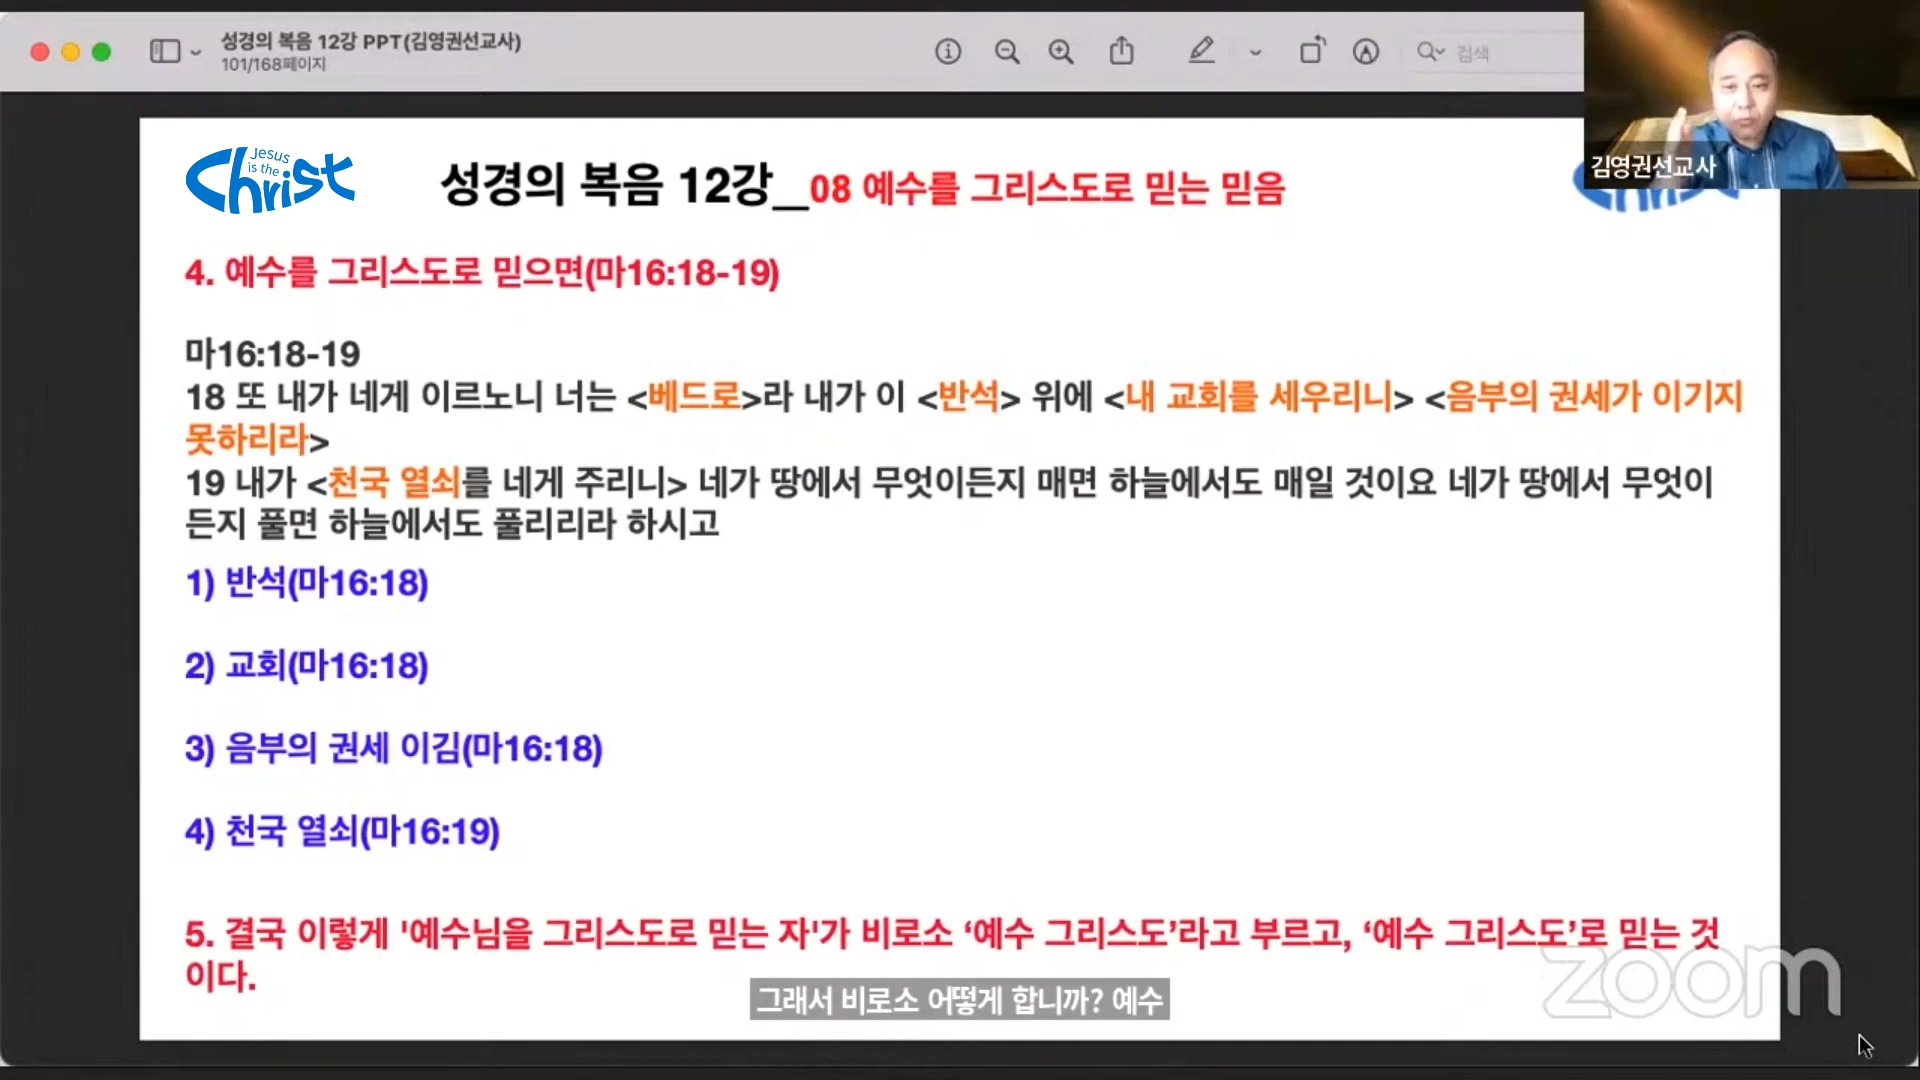 성경의 복음 12강 PPT(김영권선교사)
101/168페이지
검색
김영권선교사
Jesus
is the
Christ
성경의 복음 12강__08 예수를 그리스도로 믿는 믿음
4. 예수를 그리스도로 믿으면(마16:18-19)
마16:18-19
18 또 내가 네게 이르노니 너는 <베드로>라 내가 이 <반석> 위에 <내 교회를 세우리니> <음부의 권세가 이기지
못하리라>
19 내가 <천국 열쇠를 네게 주리니> 네가 땅에서 무엇이든지 매면 하늘에서도 매일 것이요 네가 땅에서 무엇이
든지 풀면 하늘에서도 풀리리라 하시고
1) 반석(마16:18)
2) 교회(마16:18)
3) 음부의 권세 이김(마16:18)
4) 천국 열쇠(마16:19)
5. 결국 이렇게 '예수님을 그리스도로 믿는 자'가 비로소 ‘예수 그리스도’라고 부르고, ‘예수 그리스도’로 믿는 것
이다.
그래서 비로소 어떻게 합니까? 예수
zoom